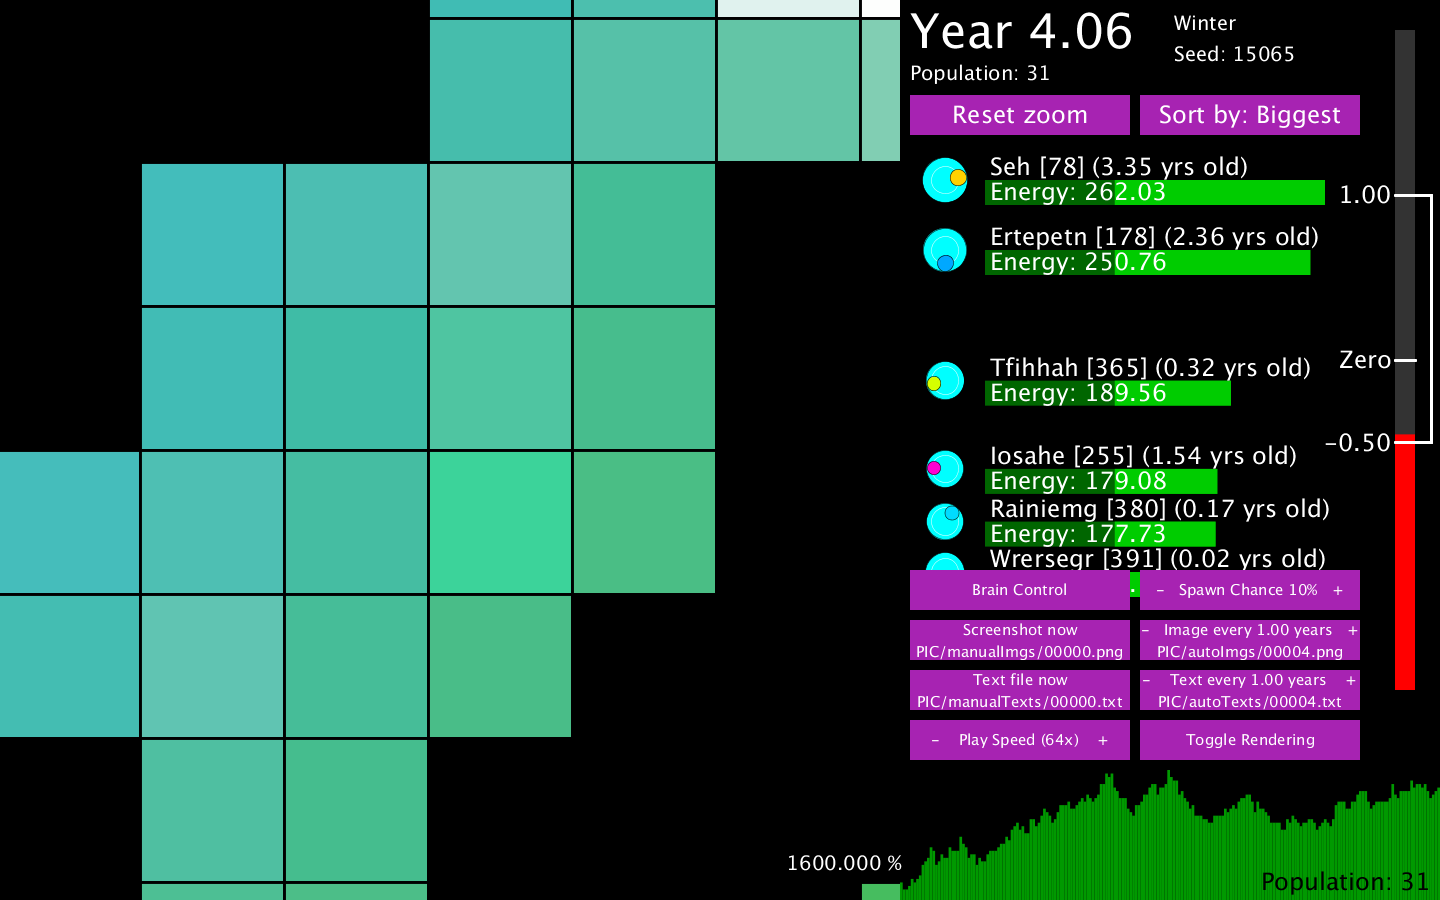 Year 4.06
Winter
Seed: 15065
Population: 31
Reset zoom
Sort by: Biggest
Seh [78] (3.35 yrs old)
Energy: 262.03
1.00
Ertepetn [178] (2.36 yrs old)
Energy: 250.76
Zero
Tfihhah [365] (0.32 yrs old)
Energy: 189.56
-0.50
Iosahe [255] (1.54 yrs old)
Energy: 179.08
Rainiemg [380] (0.17 yrs old)
Energy: 177.73
Wrersegr [391] (0.02 yrs old)
Brain Control
- Spawn Chance 10% +
Screenshot now
PIC/manualImgs/00000.png
- Image every 1.00 years +
PIC/autoImgs/00004.png
Text file now
PIC/manualTexts/00000.txt
- Text every 1.00 years +
PIC/autoTexts/00004.txt
- Play Speed (64x) +
Toggle Rendering
1600.000 %
Population: 31